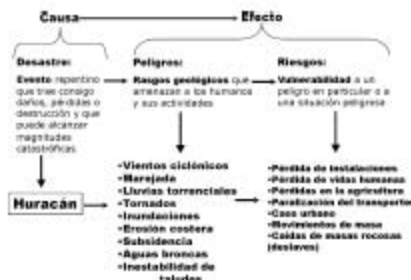 Causa
Efecto
Desastre:
Evento repentino
que trae consigo
daños, pérdidas o
destrucción y que
puede alcanzar
magnitudes
catastróficas.
Peligros:
Rasgos geológicos que
amenazan a los humanos
y sus actividades
Riesgos:
Vulnerabilidad a un
peligro en particular o a
una situación peligrosa
Huracán
•Vientos ciclónicos
•Marejada
•Lluvias torrenciales
•Tornados
•Inundaciones
•Erosión costera
•Subsidencia
•Aguas broncas
•Inestabilidad de
taludes
•Pérdida de instalaciones
•Pérdida de vidas humanas
•Pérdidas en la agricultura
•Paralización del transporte
•Caos urbano
•Movimientos de masa
•Caídas de masas rocosas
(deslaves)